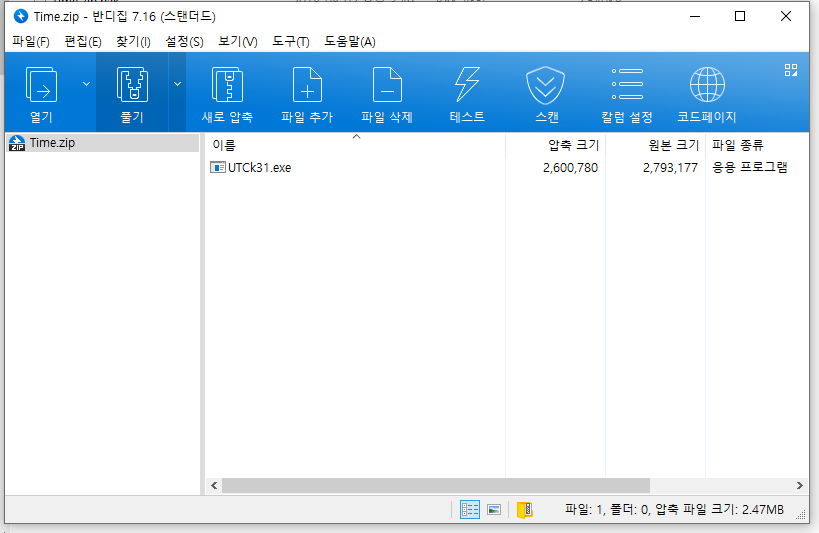 Time.zip - 반디집 7.16 (스탠더드)
파일(F) 편집(E) 찾기(I) 설정(S) 보기(V) 도구(T) 도움말(A)
열기 풀기 새로 압축 파일 추가 파일 삭제 테스트 스캔 칼럼 설정 코드페이지
ZIP Time.zip
이름 압축 크기 원본 크기 파일 종류
UTCk31.exe 2,600,780 2,793,177 응용 프로그램
파일: 1, 폴더: 0, 압축 파일 크기: 2.47MB